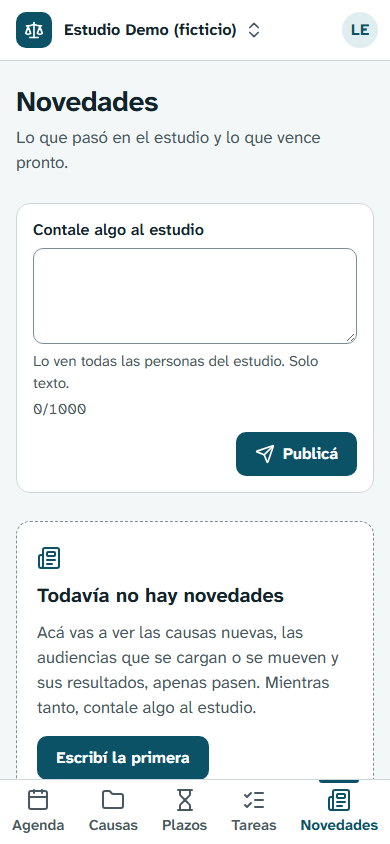 Estudio Demo (ficticio)
LE
Novedades
Lo que pasó en el estudio y lo que vence
pronto.
Contale algo al estudio
Lo ven todas las personas del estudio. Solo
texto.
0/1000
Publicá
Todavía no hay novedades
Acá vas a ver las causas nuevas, las
audiencias que se cargan o se mueven y
sus resultados, apenas pasen. Mientras
tanto, contale algo al estudio.
Escribí la primera
Agenda
Causas
Plazos
Tareas
Novedades